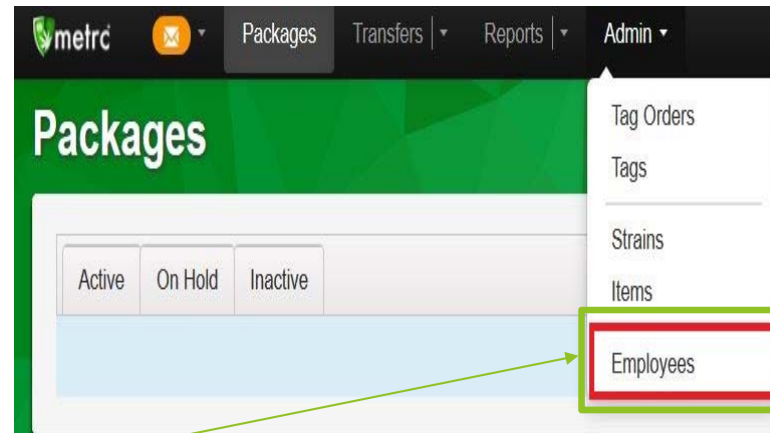 metrc Packages Transfers Reports Admin
Packages
Active On Hold Inactive
Tag Orders
Tags
Strains
Items
Employees